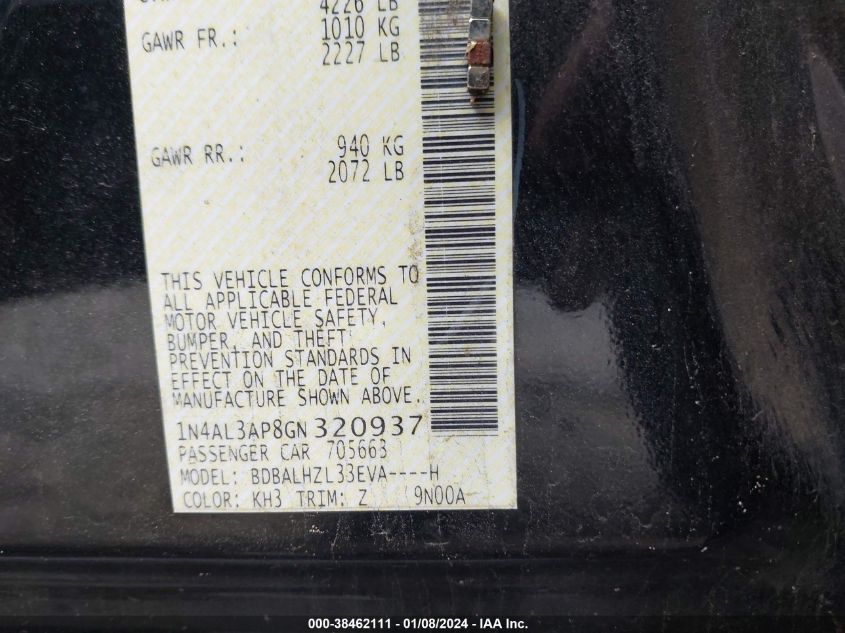 4226 LB
GAWR FR.: 1010 KG
2227 LB
GAWR RR.: 940 KG
2072 LB
THIS VEHICLE CONFORMS TO
ALL APPLICABLE FEDERAL
MOTOR VEHICLE SAFETY,
BUMPER, AND THEFT
PREVENTION STANDARDS IN
EFFECT ON THE DATE OF
MANUFACTURE SHOWN ABOVE.
1N4AL3AP8GN 320937
PASSENGER CAR 705663
MODEL: BDBALHZL33EVA----H
COLOR: KH3 TRIM: Z 9N00A
000-38462111 - 01/08/2024 - IAA Inc.